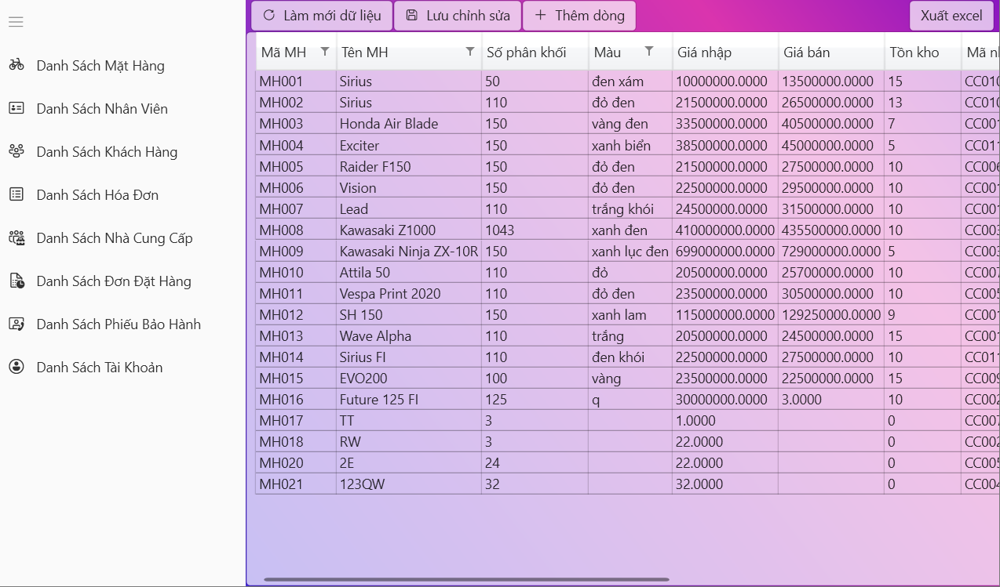 Làm mới dữ liệu Lưu chỉnh sửa Thêm dòng Xuất excel
Danh Sách Mặt Hàng
Danh Sách Nhân Viên
Danh Sách Khách Hàng
Danh Sách Hóa Đơn
Danh Sách Nhà Cung Cấp
Danh Sách Đơn Đặt Hàng
Danh Sách Phiếu Bảo Hành
Danh Sách Tài Khoản
Mã MH Tên MH Số phân khối Màu Giá nhập Giá bán Tồn kho Mã
MH001 Sirius 50 đen xám 10000000.0000 13500000.0000 15 CC010
MH002 Sirius 110 đỏ đen 21500000.0000 26500000.0000 13 CC010
MH003 Honda Air Blade 150 vàng đen 33500000.0000 40500000.0000 7 CC001
MH004 Exciter 150 xanh biển 38500000.0000 45000000.0000 5 CC011
MH005 Raider F150 150 đỏ đen 21500000.0000 27500000.0000 10 CC006
MH006 Vision 150 đỏ đen 22500000.0000 29500000.0000 10 CC001
MH007 Lead 110 trắng khói 24500000.0000 31500000.0000 10 CC001
MH008 Kawasaki Z1000 1043 xanh đen 410000000.0000 435500000.0000 10 CC003
MH009 Kawasaki Ninja ZX-10R 150 xanh lục đen 699000000.0000 729000000.0000 5 CC003
MH010 Attila 50 110 đỏ 20500000.0000 25700000.0000 10 CC007
MH011 Vespa Print 2020 110 đỏ đen 23500000.0000 30500000.0000 10 CC005
MH012 SH 150 150 xanh lam 115000000.0000 129250000.0000 9 CC001
MH013 Wave Alpha 110 trắng 20500000.0000 24500000.0000 15 CC001
MH014 Sirius FI 110 đen khói 22500000.0000 27500000.0000 10 CC011
MH015 EVO200 100 vàng 23500000.0000 22500000.0000 15 CC009
MH016 Future 125 FI 125 q 30000000.0000 3.0000 10 CC002
MH017 TT 3 1.0000 0 CC007
MH018 RW 3 22.0000 0 CC002
MH020 2E 24 22.0000 0 CC005
MH021 123QW 32 32.0000 0 CC004